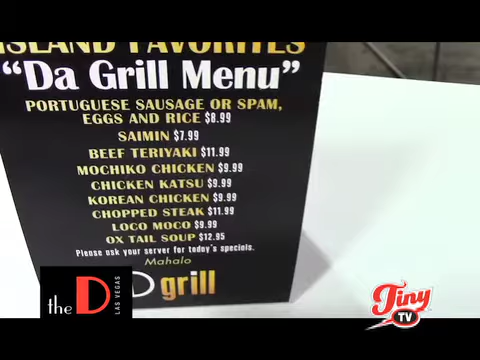 ISLAND FAVORITES
"Da Grill Menu"
PORTUGUESE SAUSAGE OR SPAM,
EGGS AND RICE $8.99
SAIMIN $7.99
BEEF TERIYAKI $11.99
MOCHIKO CHICKEN $9.99
CHICKEN KATSU $9.99
KOREAN CHICKEN $9.99
CHOPPED STEAK $11.99
LOCO MOCO $9.99
OX TAIL SOUP $12.95
Please ask your server for today's specials.
Mahalo
D grill
the D LAS VEGAS
Tiny
TV